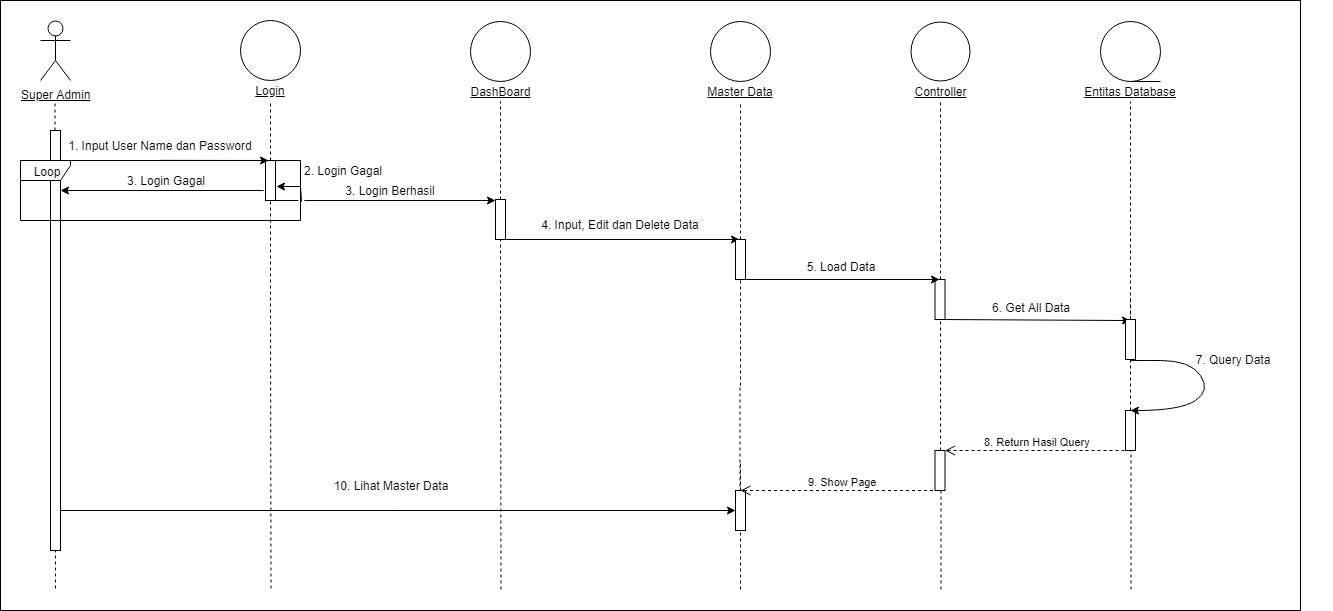 Super Admin
Login
DashBoard
Master Data
Controller
Entitas Database
1. Input User Name dan Password
Loop
2. Login Gagal
3. Login Gagal
3. Login Berhasil
4. Input, Edit dan Delete Data
5. Load Data
6. Get All Data
7. Query Data
8. Return Hasil Query
9. Show Page
10. Lihat Master Data